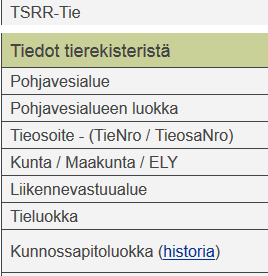 TSRR-Tie
Tiedot tierekisteristä
Pohjavesialue
Pohjavesialueen luokka
Tieosoite - (TieNro / TieosaNro)
Kunta / Maakunta / ELY
Liikennevastuualue
Tieluokka
Kunnossapitoluokka (historia)